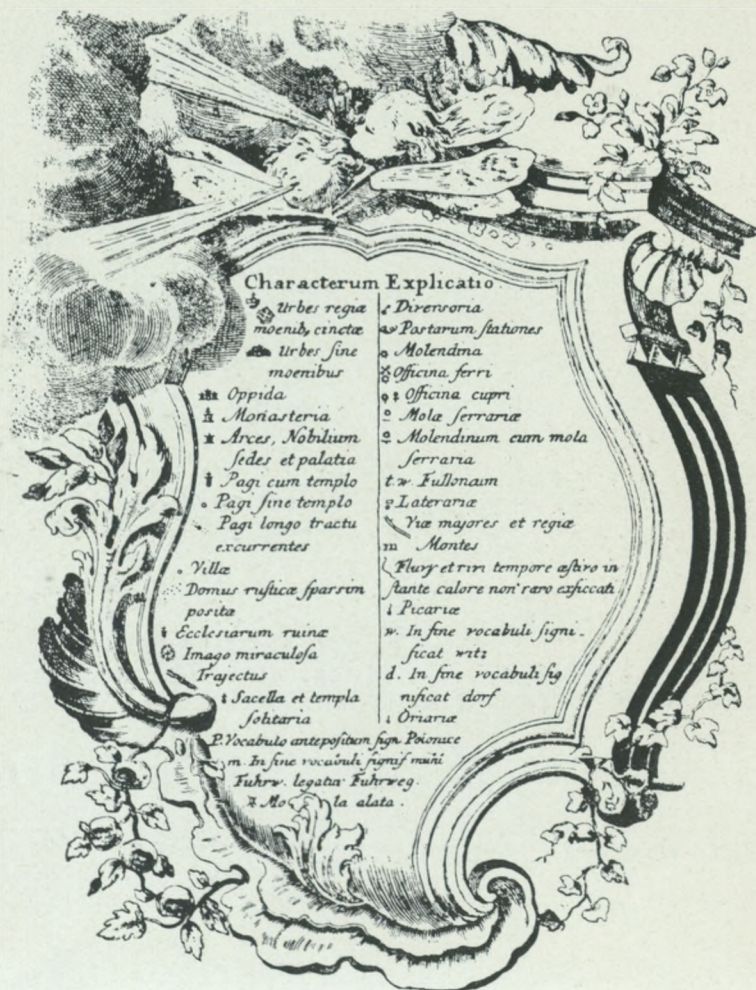 Characterum Explicatio
Urbes regiæ
moenibꝫ cinctæ
Urbes ſine
moenibus
Oppida
Monasteria
Arces, Nobilium
ſedes et palatia
Pagi cum templo
Pagi ſine templo
Pagi longo tractu
excurrentes
Villæ
Domus ruſticæ ſparsim
positæ
Ecclesiarum ruinæ
Imago miraculoſa
Trajectus
Sacella et templa
ſolitaria
Dirensoria
Postarum ſtationes
Molendina
Officina ferri
Officina cupri
Molæ ſerrariæ
Molendinum cum mola
ſerraria
t.w. Fullonum
Laterariæ
Viæ majores et regiæ
m Montes
Fluvy et rivi tempore æſtivo in
ſtante calore non raro exſiccati
Picariæ
w. In fine vocabuli ſigni-
ficat witz
d. In fine vocabuli ſig
nificat dorf
Oriariæ
P. Vocabulo antepositum ſign. Poionice
m. In fine vocabuli ſignif
Fuhrw. legatur Fuhrweg.
Mo la alata.